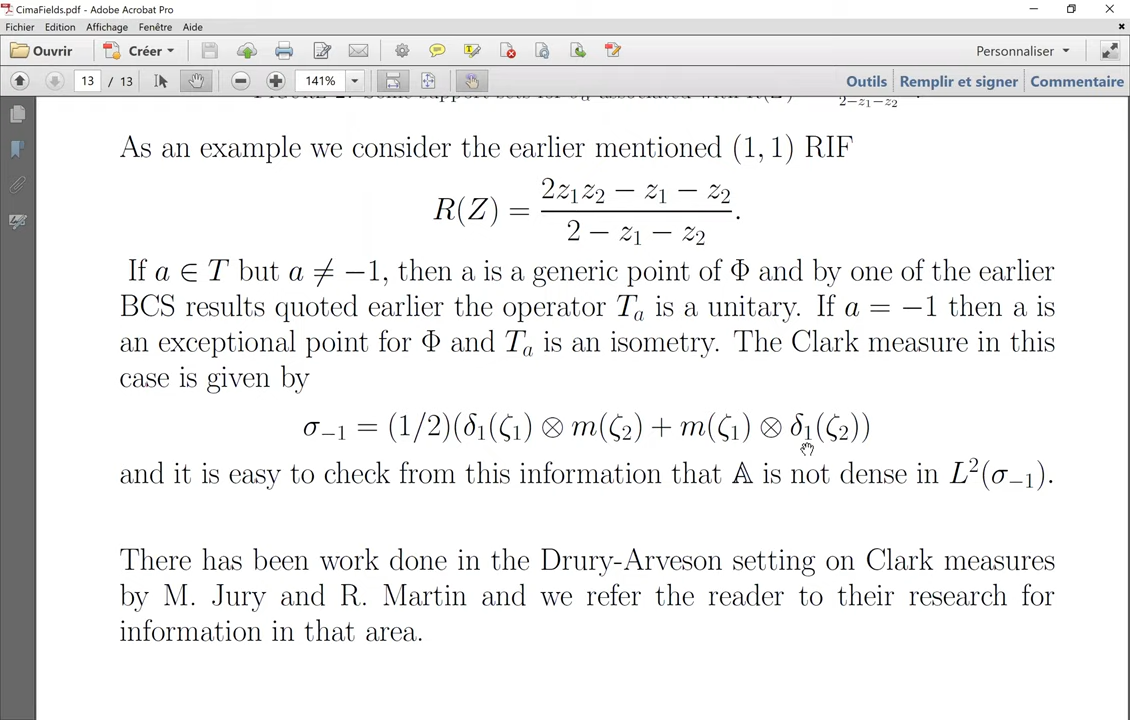 CimaFields.pdf - Adobe Acrobat Pro
Fichier Edition Affichage Fenêtre Aide
Ouvrir Créer Personnaliser
13 / 13 141% Outils Remplir et signer Commentaire
2−z₁−z₂
As an example we consider the earlier mentioned (1, 1) RIF
R(Z) = (2z₁z₂ − z₁ − z₂) / (2 − z₁ − z₂).
If a ∈ T but a ≠ −1, then a is a generic point of Φ and by one of the earlier
BCS results quoted earlier the operator Tₐ is a unitary. If a = −1 then a is
an exceptional point for Φ and Tₐ is an isometry. The Clark measure in this
case is given by
σ₋₁ = (1/2)(δ₁(ζ₁) ⊗ m(ζ₂) + m(ζ₁) ⊗ δ₁(ζ₂))
and it is easy to check from this information that 𝔸 is not dense in L²(σ₋₁).
There has been work done in the Drury-Arveson setting on Clark measures
by M. Jury and R. Martin and we refer the reader to their research for
information in that area.